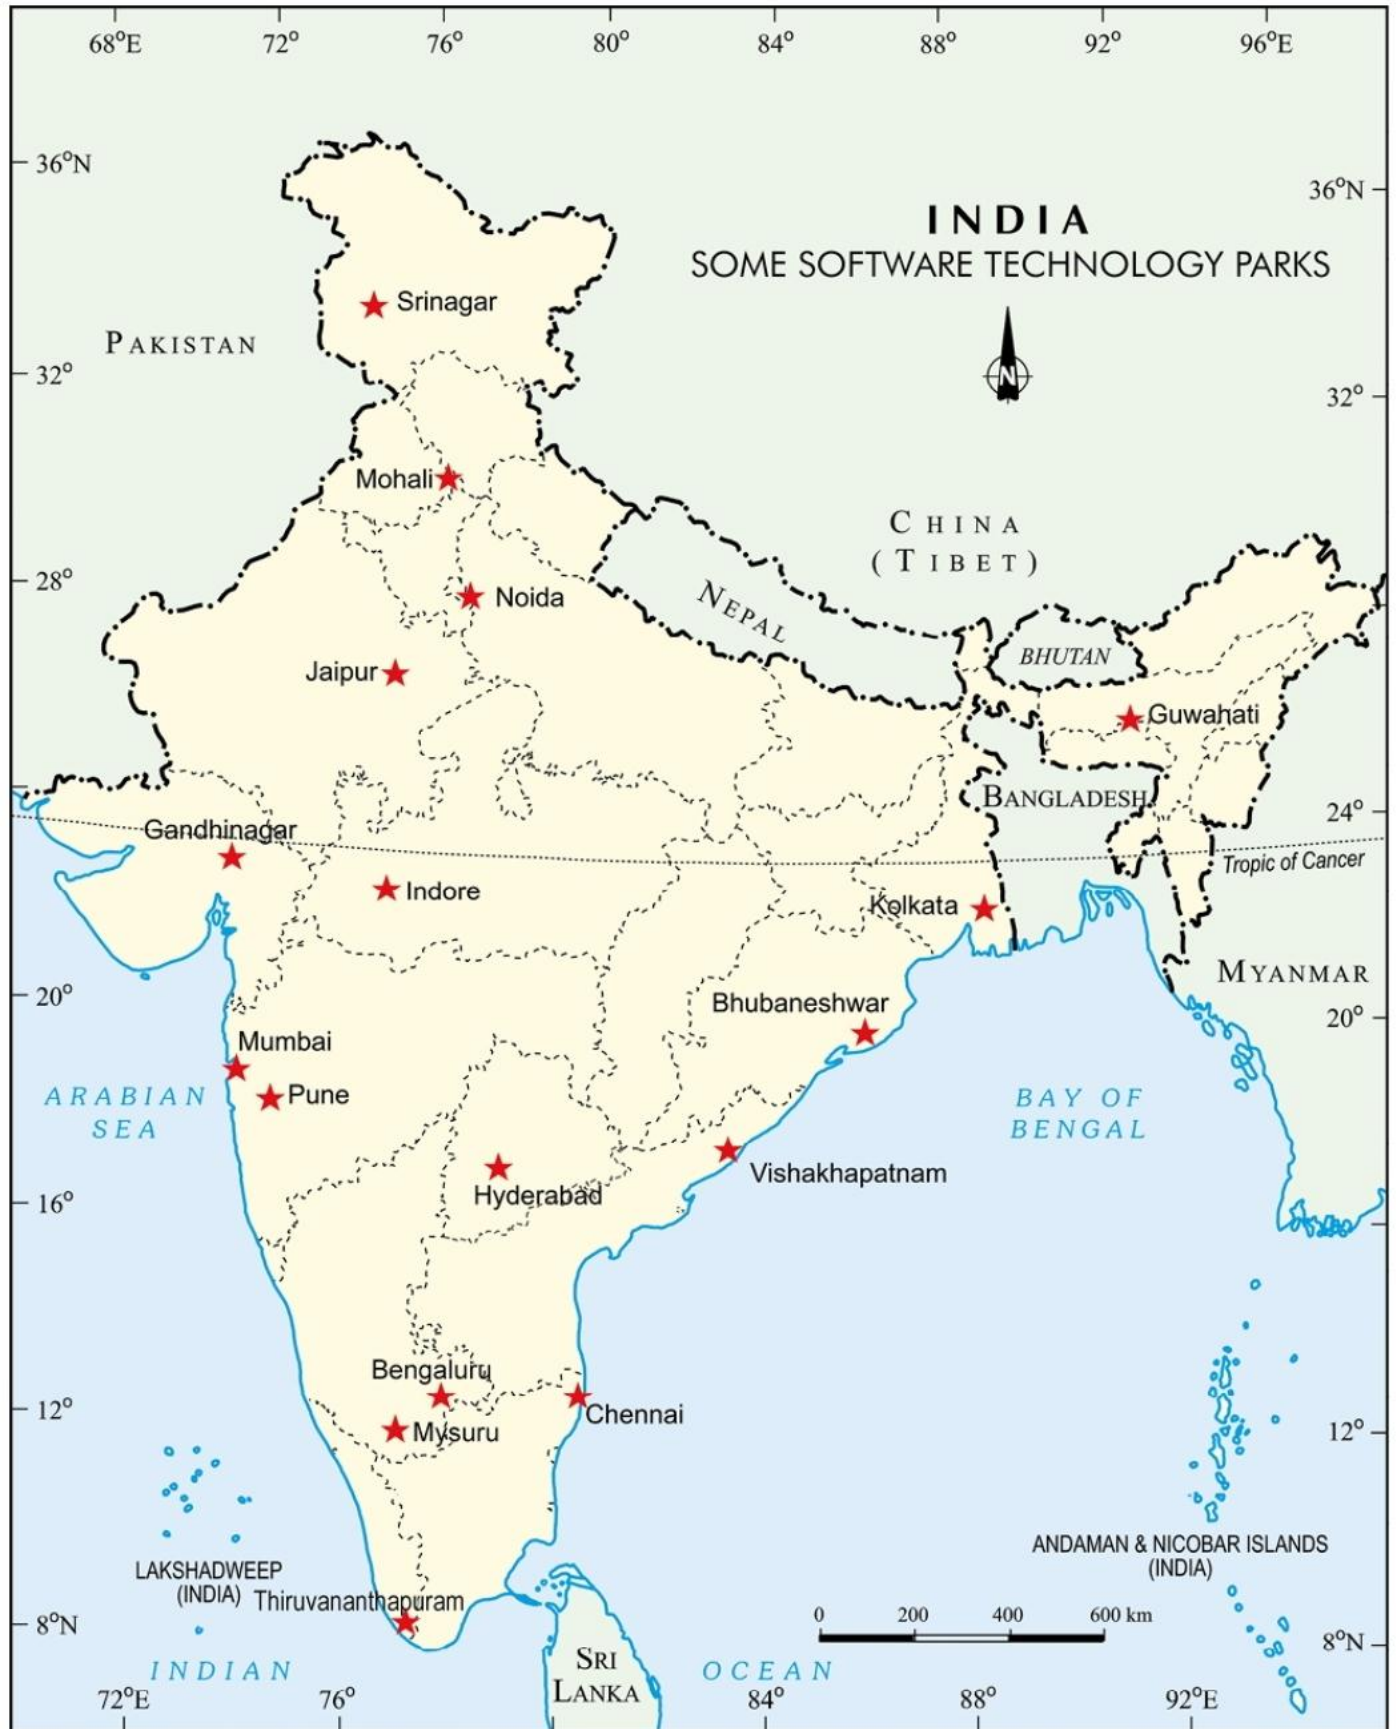 68°E 72° 76° 80° 84° 88° 92° 96°E
36°N
36°N
INDIA
SOME SOFTWARE TECHNOLOGY PARKS
Srinagar
PAKISTAN
N
32°
32°
Mohali
CHINA
(TIBET)
28°
Noida
NEPAL
BHUTAN
Jaipur
Guwahati
BANGLADESH
24°
Gandhinagar
Tropic of Cancer
Indore
Kolkata
MYANMAR
20°
Bhubaneshwar
20°
Mumbai
Pune
ARABIAN
SEA
BAY OF
BENGAL
Vishakhapatnam
Hyderabad
16°
Bengaluru
12°
Chennai
Mysuru
12°
ANDAMAN & NICOBAR ISLANDS
(INDIA)
LAKSHADWEEP
(INDIA)
Thiruvananthapuram
0 200 400 600 km
8°N
8°N
SRI
LANKA
INDIAN OCEAN
72°E 76° 84° 88° 92°E